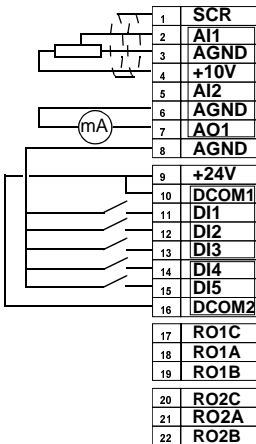 1 SCR
2 AI1
3 AGND
4 +10V
5 AI2
6 AGND
mA
7 AO1
8 AGND
9 +24V
10 DCOM1
11 DI1
12 DI2
13 DI3
14 DI4
15 DI5
16 DCOM2
17 RO1C
18 RO1A
19 RO1B
20 RO2C
21 RO2A
22 RO2B